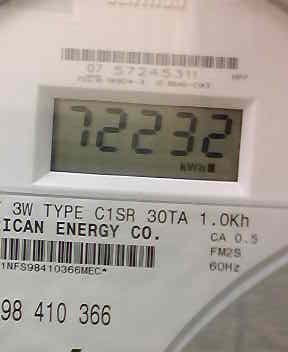 07 57245311
72232
kWh
3W TYPE C1SR 30TA 1.0Kh
ICAN ENERGY CO.
CA 0.5
FM2S
60Hz
1NFS98410366MEC*
98 410 366